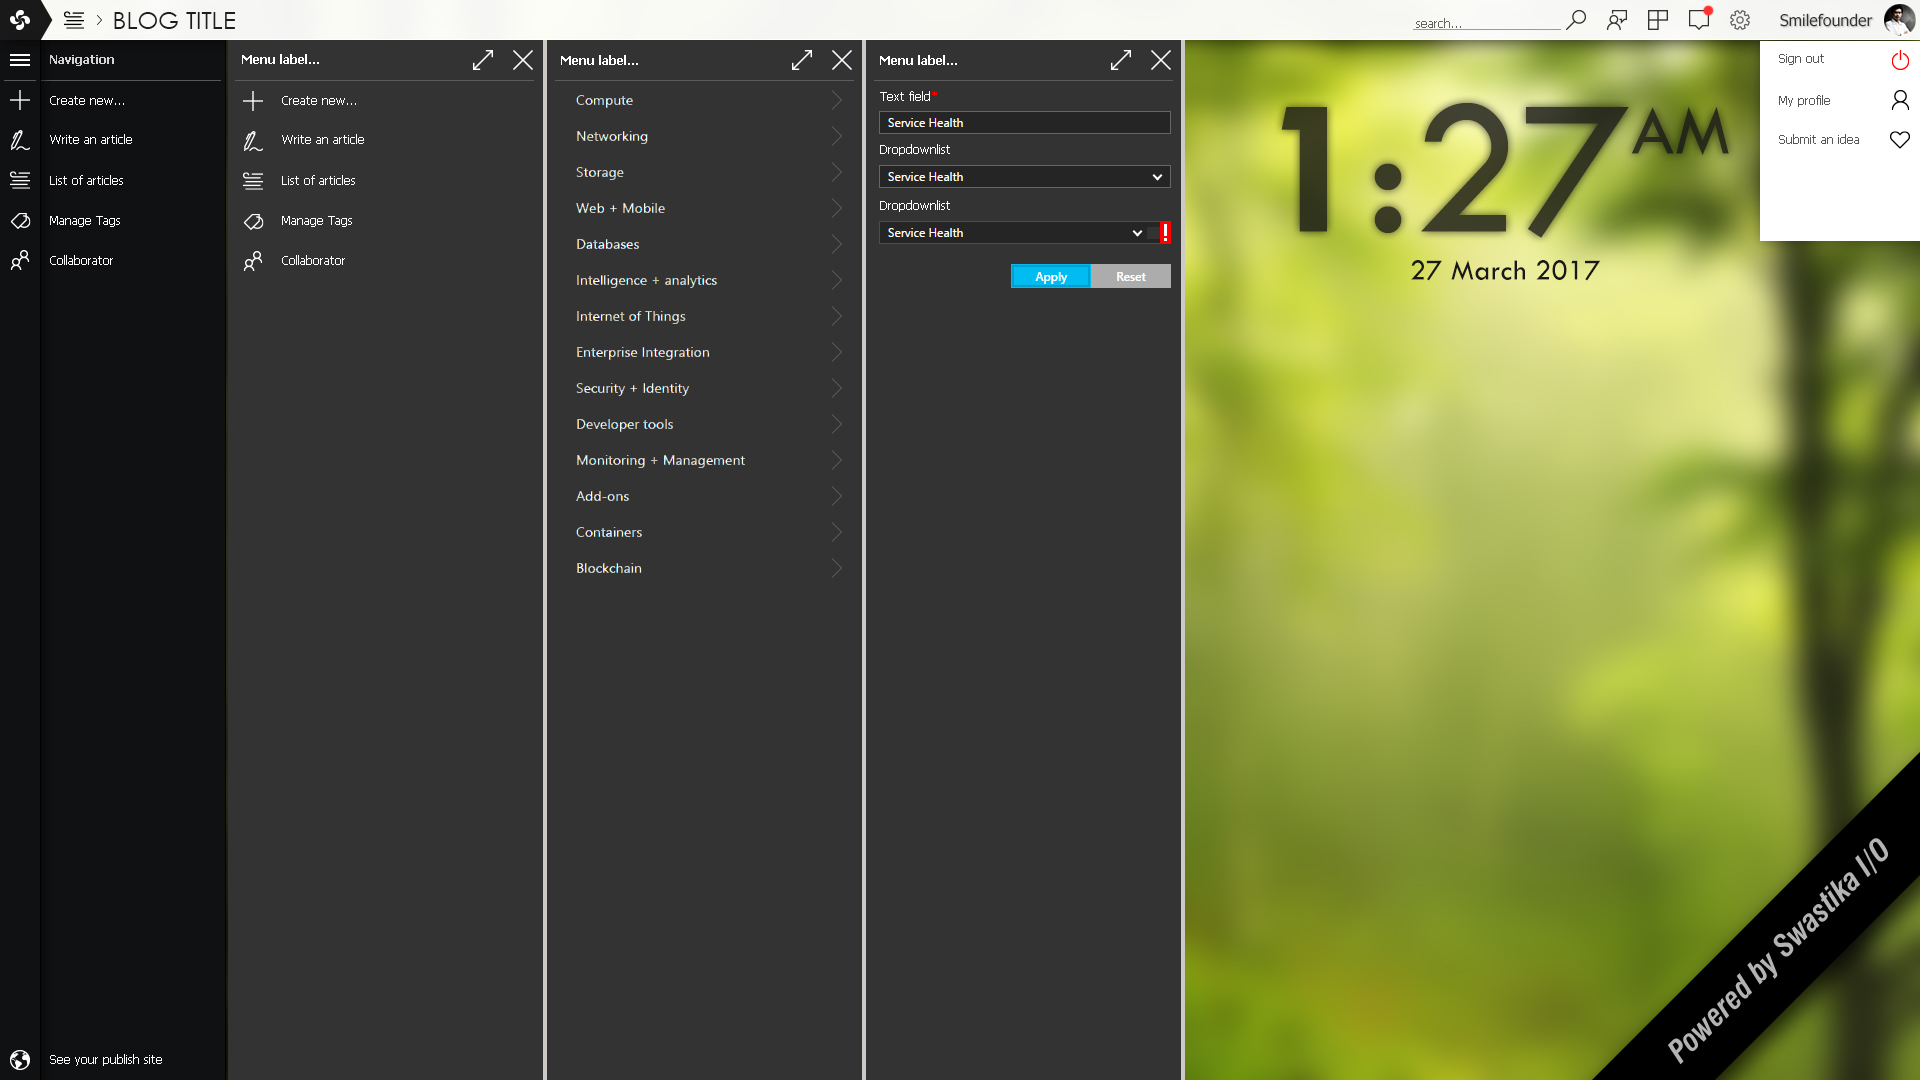 BLOG TITLE
search...
Smilefounder
Navigation
Create new...
Write an article
List of articles
Manage Tags
Collaborator
See your publish site
Menu label...
Create new...
Write an article
List of articles
Manage Tags
Collaborator
Menu label...
Compute
Networking
Storage
Web + Mobile
Databases
Intelligence + analytics
Internet of Things
Enterprise Integration
Security + Identity
Developer tools
Monitoring + Management
Add-ons
Containers
Blockchain
Menu label...
Text field*
Service Health
Dropdownlist
Service Health
Dropdownlist
Service Health
!
Apply
Reset
1:27AM
27 March 2017
Sign out
My profile
Submit an idea
Powered by Swastika I/O